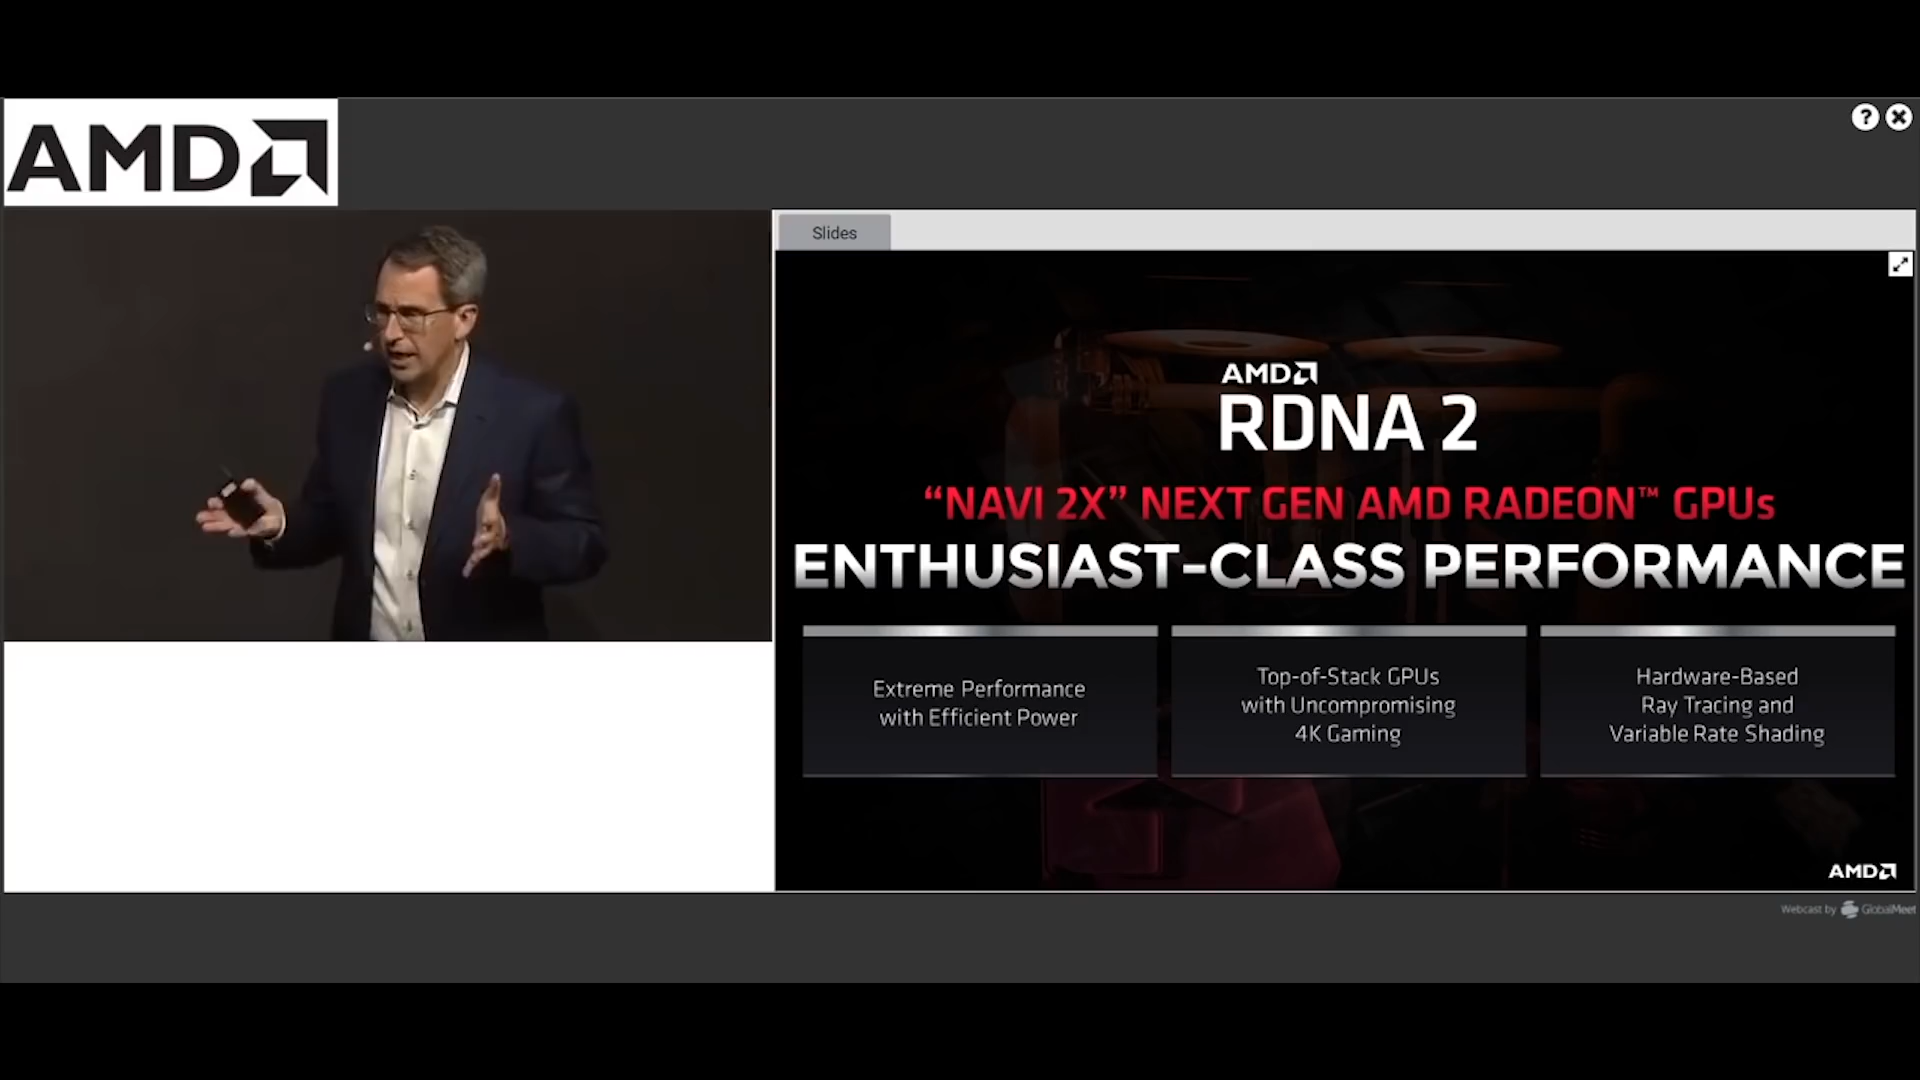 AMD
? 
Slides
AMD
RDNA 2
“NAVI 2X” NEXT GEN AMD RADEON™ GPUs
ENTHUSIAST-CLASS PERFORMANCE
Extreme Performance
with Efficient Power
Top-of-Stack GPUs
with Uncompromising
4K Gaming
Hardware-Based
Ray Tracing and
Variable Rate Shading
AMD
Webcast by GlobalMeet